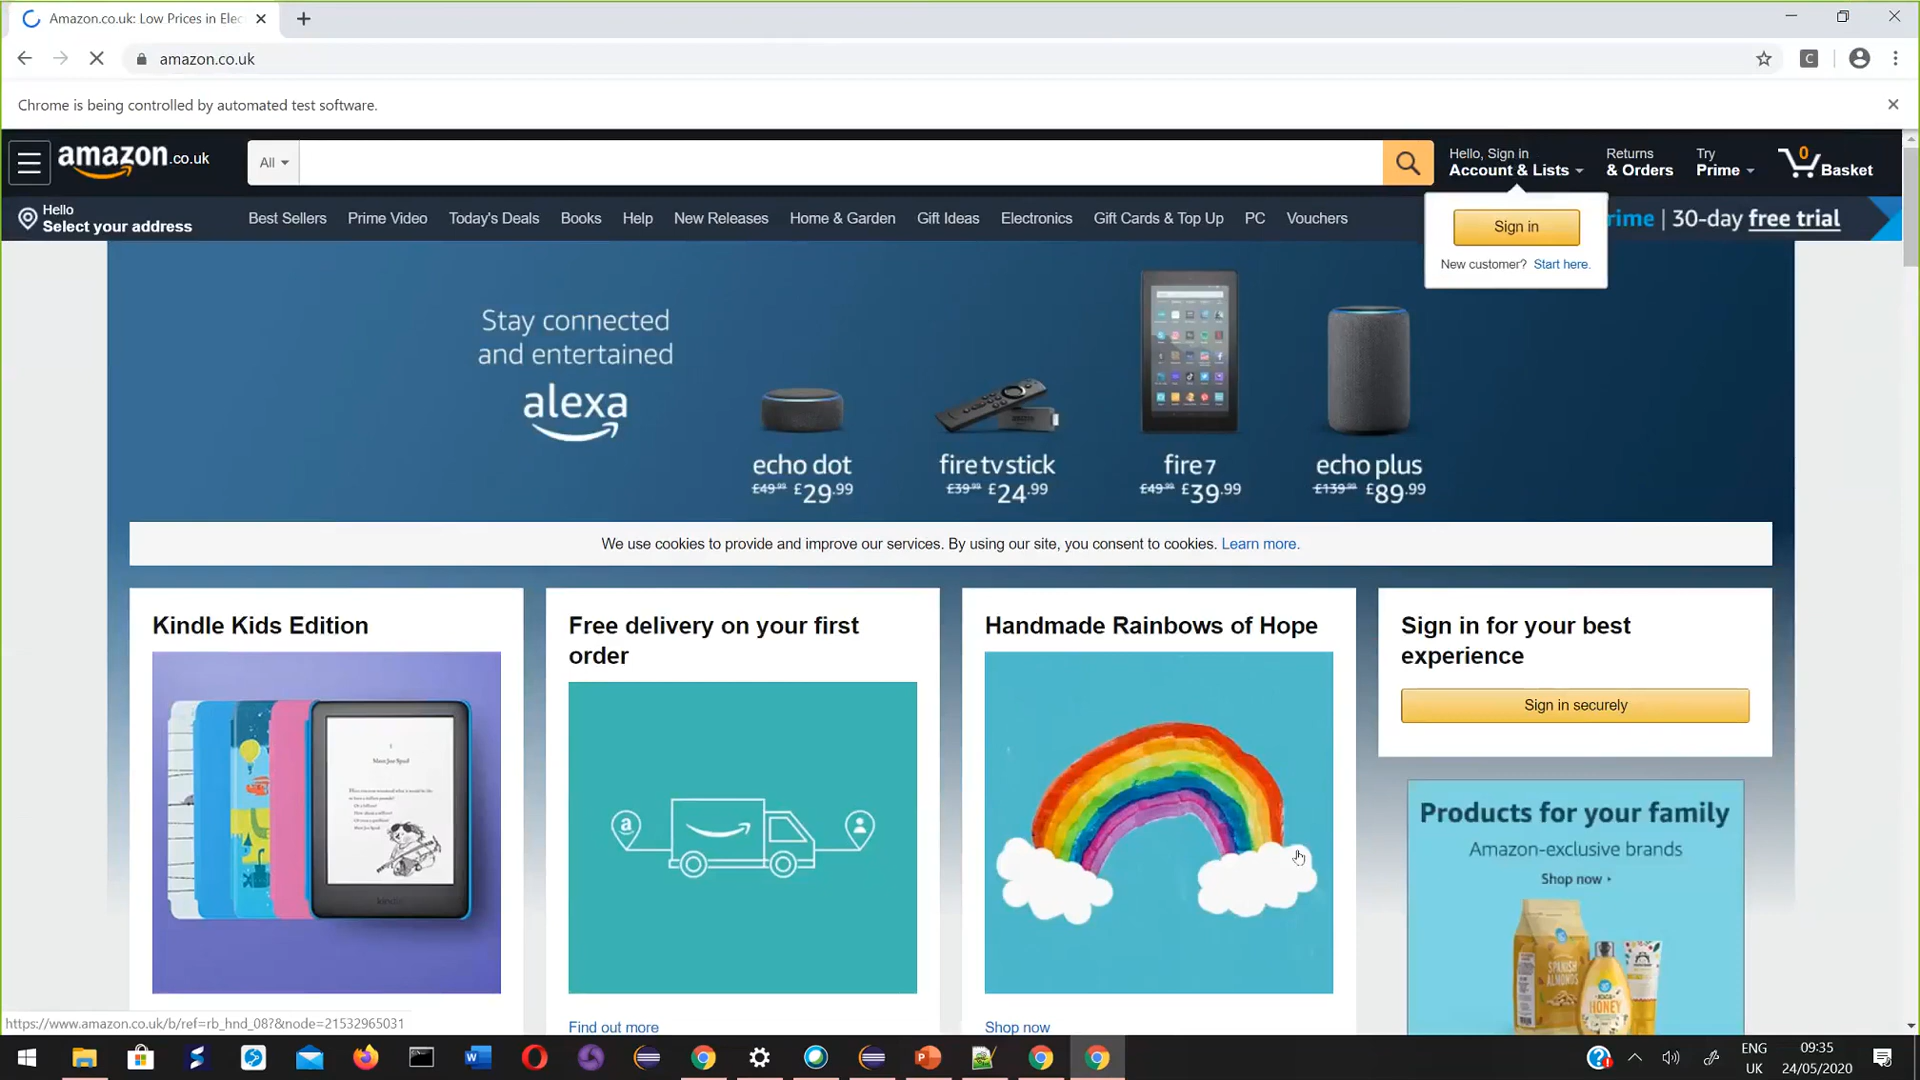 Amazon.co.uk: Low Prices in Elec
amazon.co.uk
C
Chrome is being controlled by automated test software.
amazon.co.uk
All
Hello, Sign in
Account & Lists
Returns
& Orders
Try
Prime
0
Basket
Hello
Select your address
Best Sellers
Prime Video
Today's Deals
Books
Help
New Releases
Home & Garden
Gift Ideas
Electronics
Gift Cards & Top Up
PC
Vouchers
rime | 30-day free trial
Sign in
New customer? Start here.
Stay connected
and entertained
alexa
echo dot
£49.99 £29.99
fire tv stick
£39.99 £24.99
fire 7
£49.99 £39.99
echo plus
£139.99 £89.99
We use cookies to provide and improve our services. By using our site, you consent to cookies. Learn more.
Kindle Kids Edition
kindle
Free delivery on your first
order
a
Find out more
Handmade Rainbows of Hope
Shop now
Sign in for your best
experience
Sign in securely
Products for your family
Amazon-exclusive brands
Shop now
SPANISH
ALMONDS
HONEY
https://www.amazon.co.uk/b/ref=rb_hnd_08?&node=21532965031
ENG
UK
09:35
24/05/2020